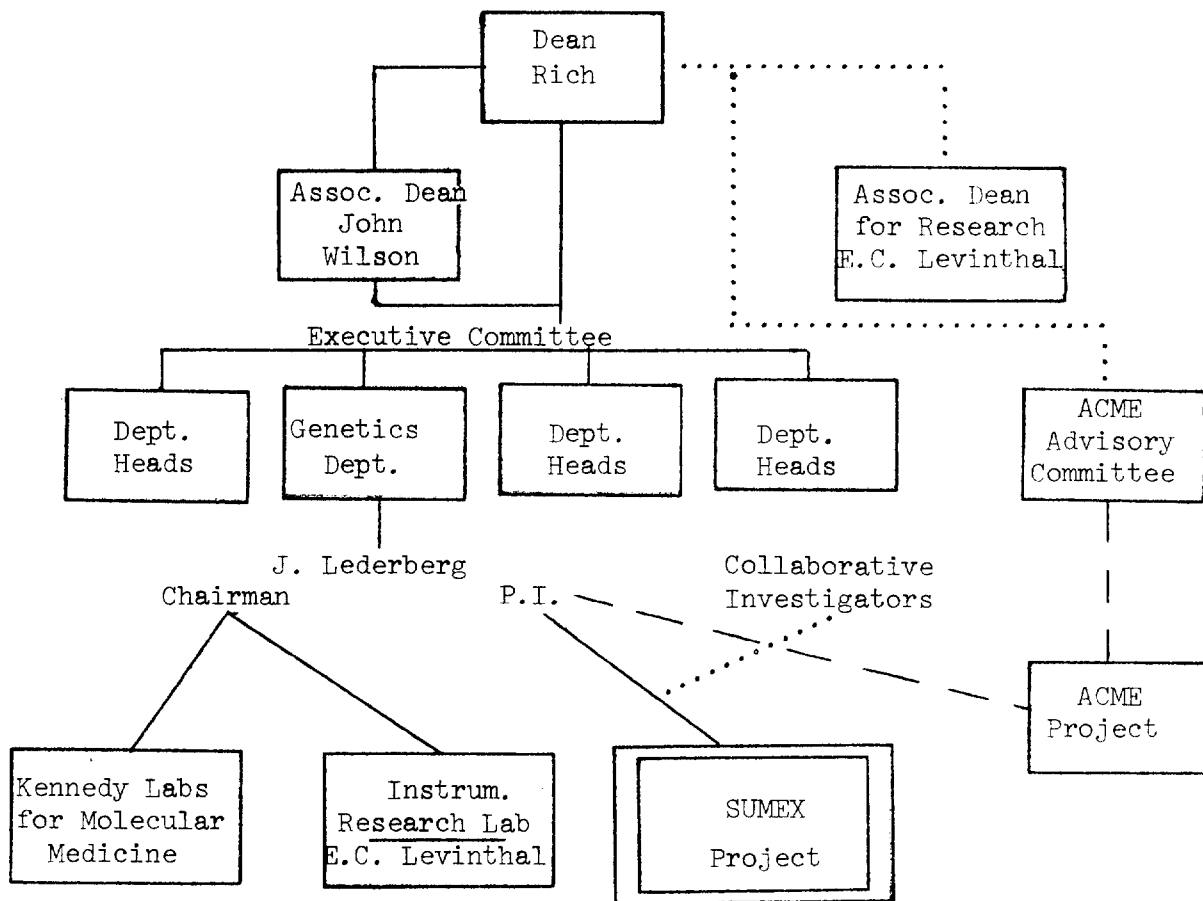 Dean
Rich
Assoc. Dean
John
Wilson
Assoc. Dean
for Research
E.C. Levinthal
Executive Committee
Dept.
Heads
Genetics
Dept.
Dept.
Heads
Dept.
Heads
ACME
Advisory
Committee
J. Lederberg
Chairman
P.I.
Collaborative
Investigators
ACME
Project
Kennedy Labs
for Molecular
Medicine
Instrum.
Research Lab
E.C. Levinthal
SUMEX
Project